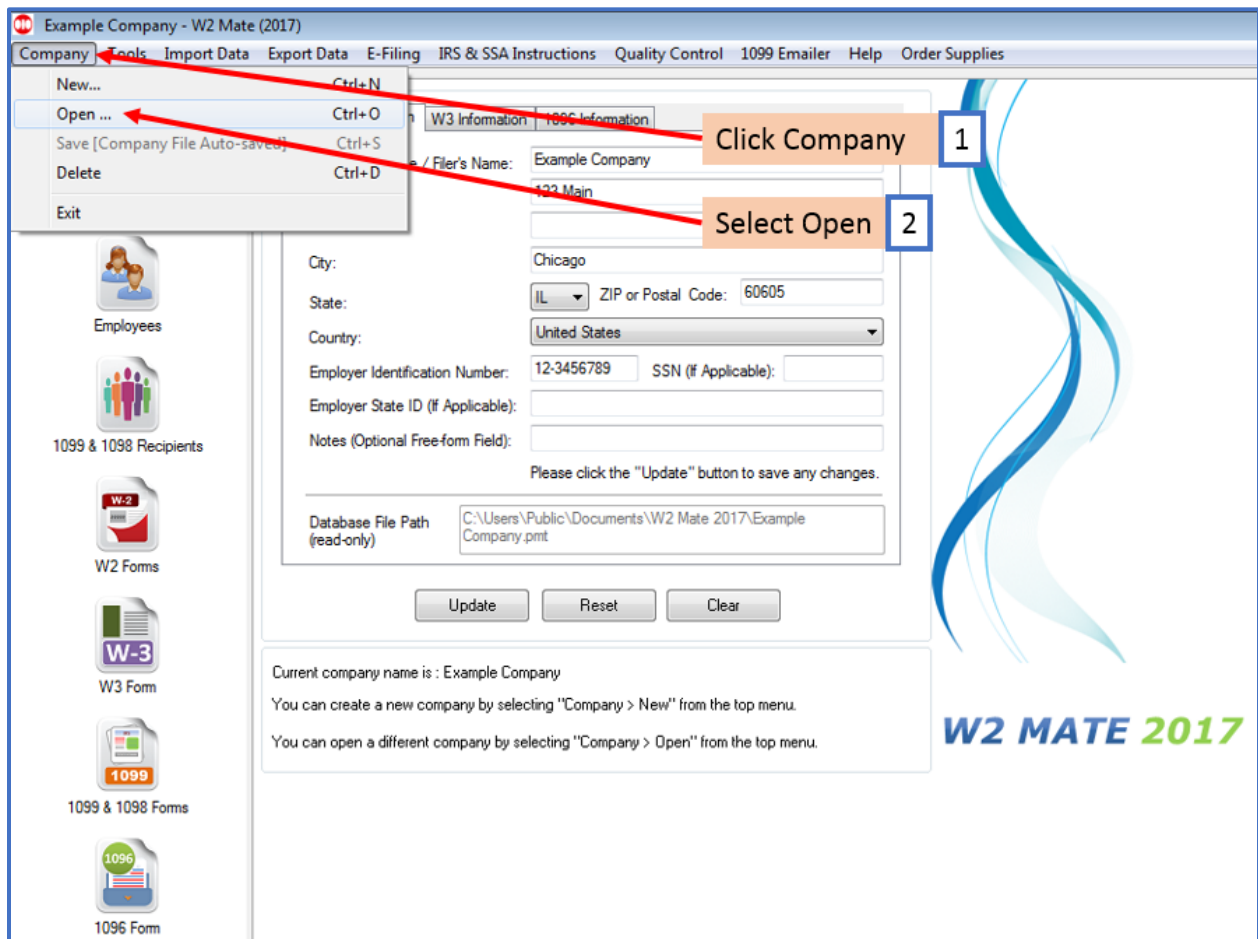 Example Company - W2 Mate (2017)
Company Tools Import Data Export Data E-Filing IRS & SSA Instructions Quality Control 1099 Emailer Help Order Supplies
New... Ctrl+N
Open ... Ctrl+O
Save [Company File Auto-saved] Ctrl+S
Delete Ctrl+D
Exit
W3 Information 1096 Information
Click Company 1
/ Filer's Name: Example Company
123 Main
Select Open 2
City: Chicago
State: IL ZIP or Postal Code: 60605
Country: United States
Employer Identification Number: 12-3456789 SSN (If Applicable):
Employer State ID (If Applicable):
Notes (Optional Free-form Field):
Please click the "Update" button to save any changes.
Database File Path C:\Users\Public\Documents\W2 Mate 2017\Example
(read-only) Company.pmt
Update Reset Clear
Current company name is : Example Company
You can create a new company by selecting "Company > New" from the top menu.
You can open a different company by selecting "Company > Open" from the top menu.
W2 MATE 2017
Employees
1099 & 1098 Recipients
W-2
W2 Forms
W-3
W3 Form
1099
1099 & 1098 Forms
1096
1096 Form